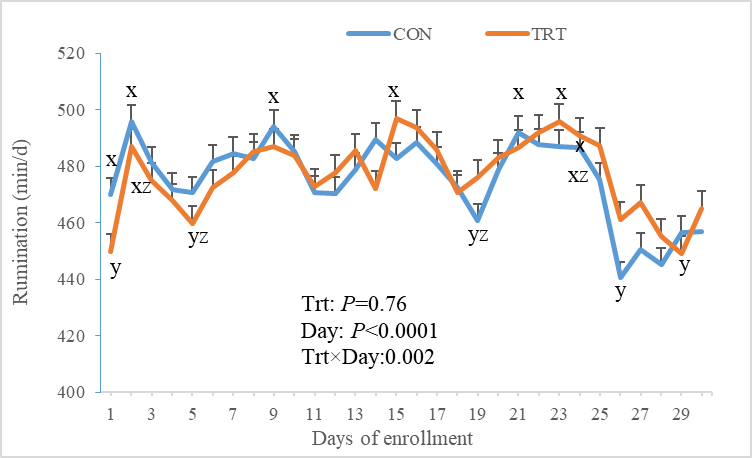 CON TRT
520
500
480
460
440
420
400
Rumination (min/d)
x
x
x
x
x
x
x
xz
xz
yz
yz
y
y
y
x
Trt: P=0.76
Day: P<0.0001
Trt×Day:0.002
1 3 5 7 9 11 13 15 17 19 21 23 25 27 29
Days of enrollment